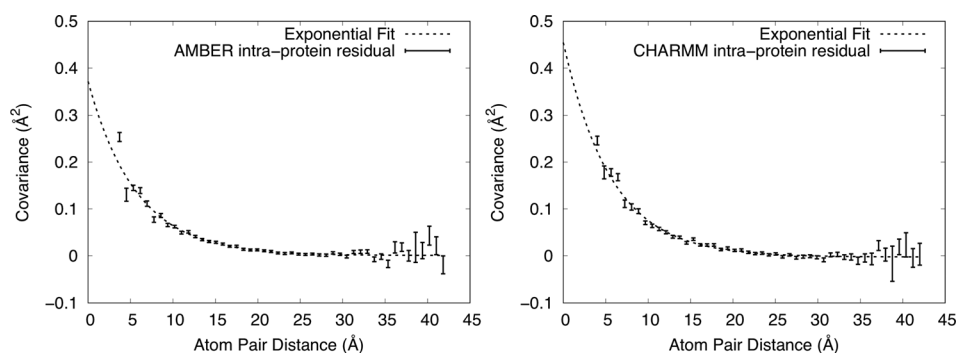 0.5
0.4
0.3
0.2
0.1
0
−0.1
Covariance (Å²)
Exponential Fit
AMBER intra−protein residual
0 5 10 15 20 25 30 35 40 45
Atom Pair Distance (Å)
0.5
0.4
0.3
0.2
0.1
0
−0.1
Covariance (Å²)
Exponential Fit
CHARMM intra−protein residual
0 5 10 15 20 25 30 35 40 45
Atom Pair Distance (Å)